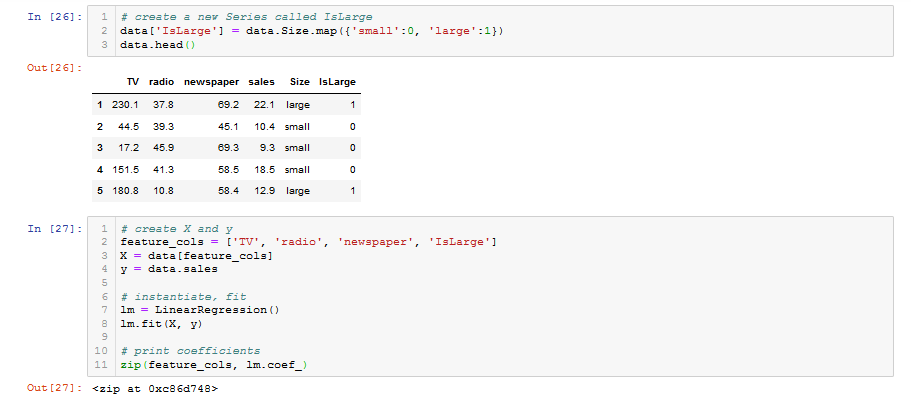 In [26]:
1 # create a new Series called IsLarge
2 data['IsLarge'] = data.Size.map({'small':0, 'large':1})
3 data.head()
Out[26]:
TV radio newspaper sales Size IsLarge
1 230.1 37.8 69.2 22.1 large 1
2 44.5 39.3 45.1 10.4 small 0
3 17.2 45.9 69.3 9.3 small 0
4 151.5 41.3 58.5 18.5 small 0
5 180.8 10.8 58.4 12.9 large 1
In [27]:
1 # create X and y
2 feature_cols = ['TV', 'radio', 'newspaper', 'IsLarge']
3 X = data[feature_cols]
4 y = data.sales
5
6 # instantiate, fit
7 lm = LinearRegression()
8 lm.fit(X, y)
9
10 # print coefficients
11 zip(feature_cols, lm.coef_)
Out[27]: <zip at 0xc86d748>